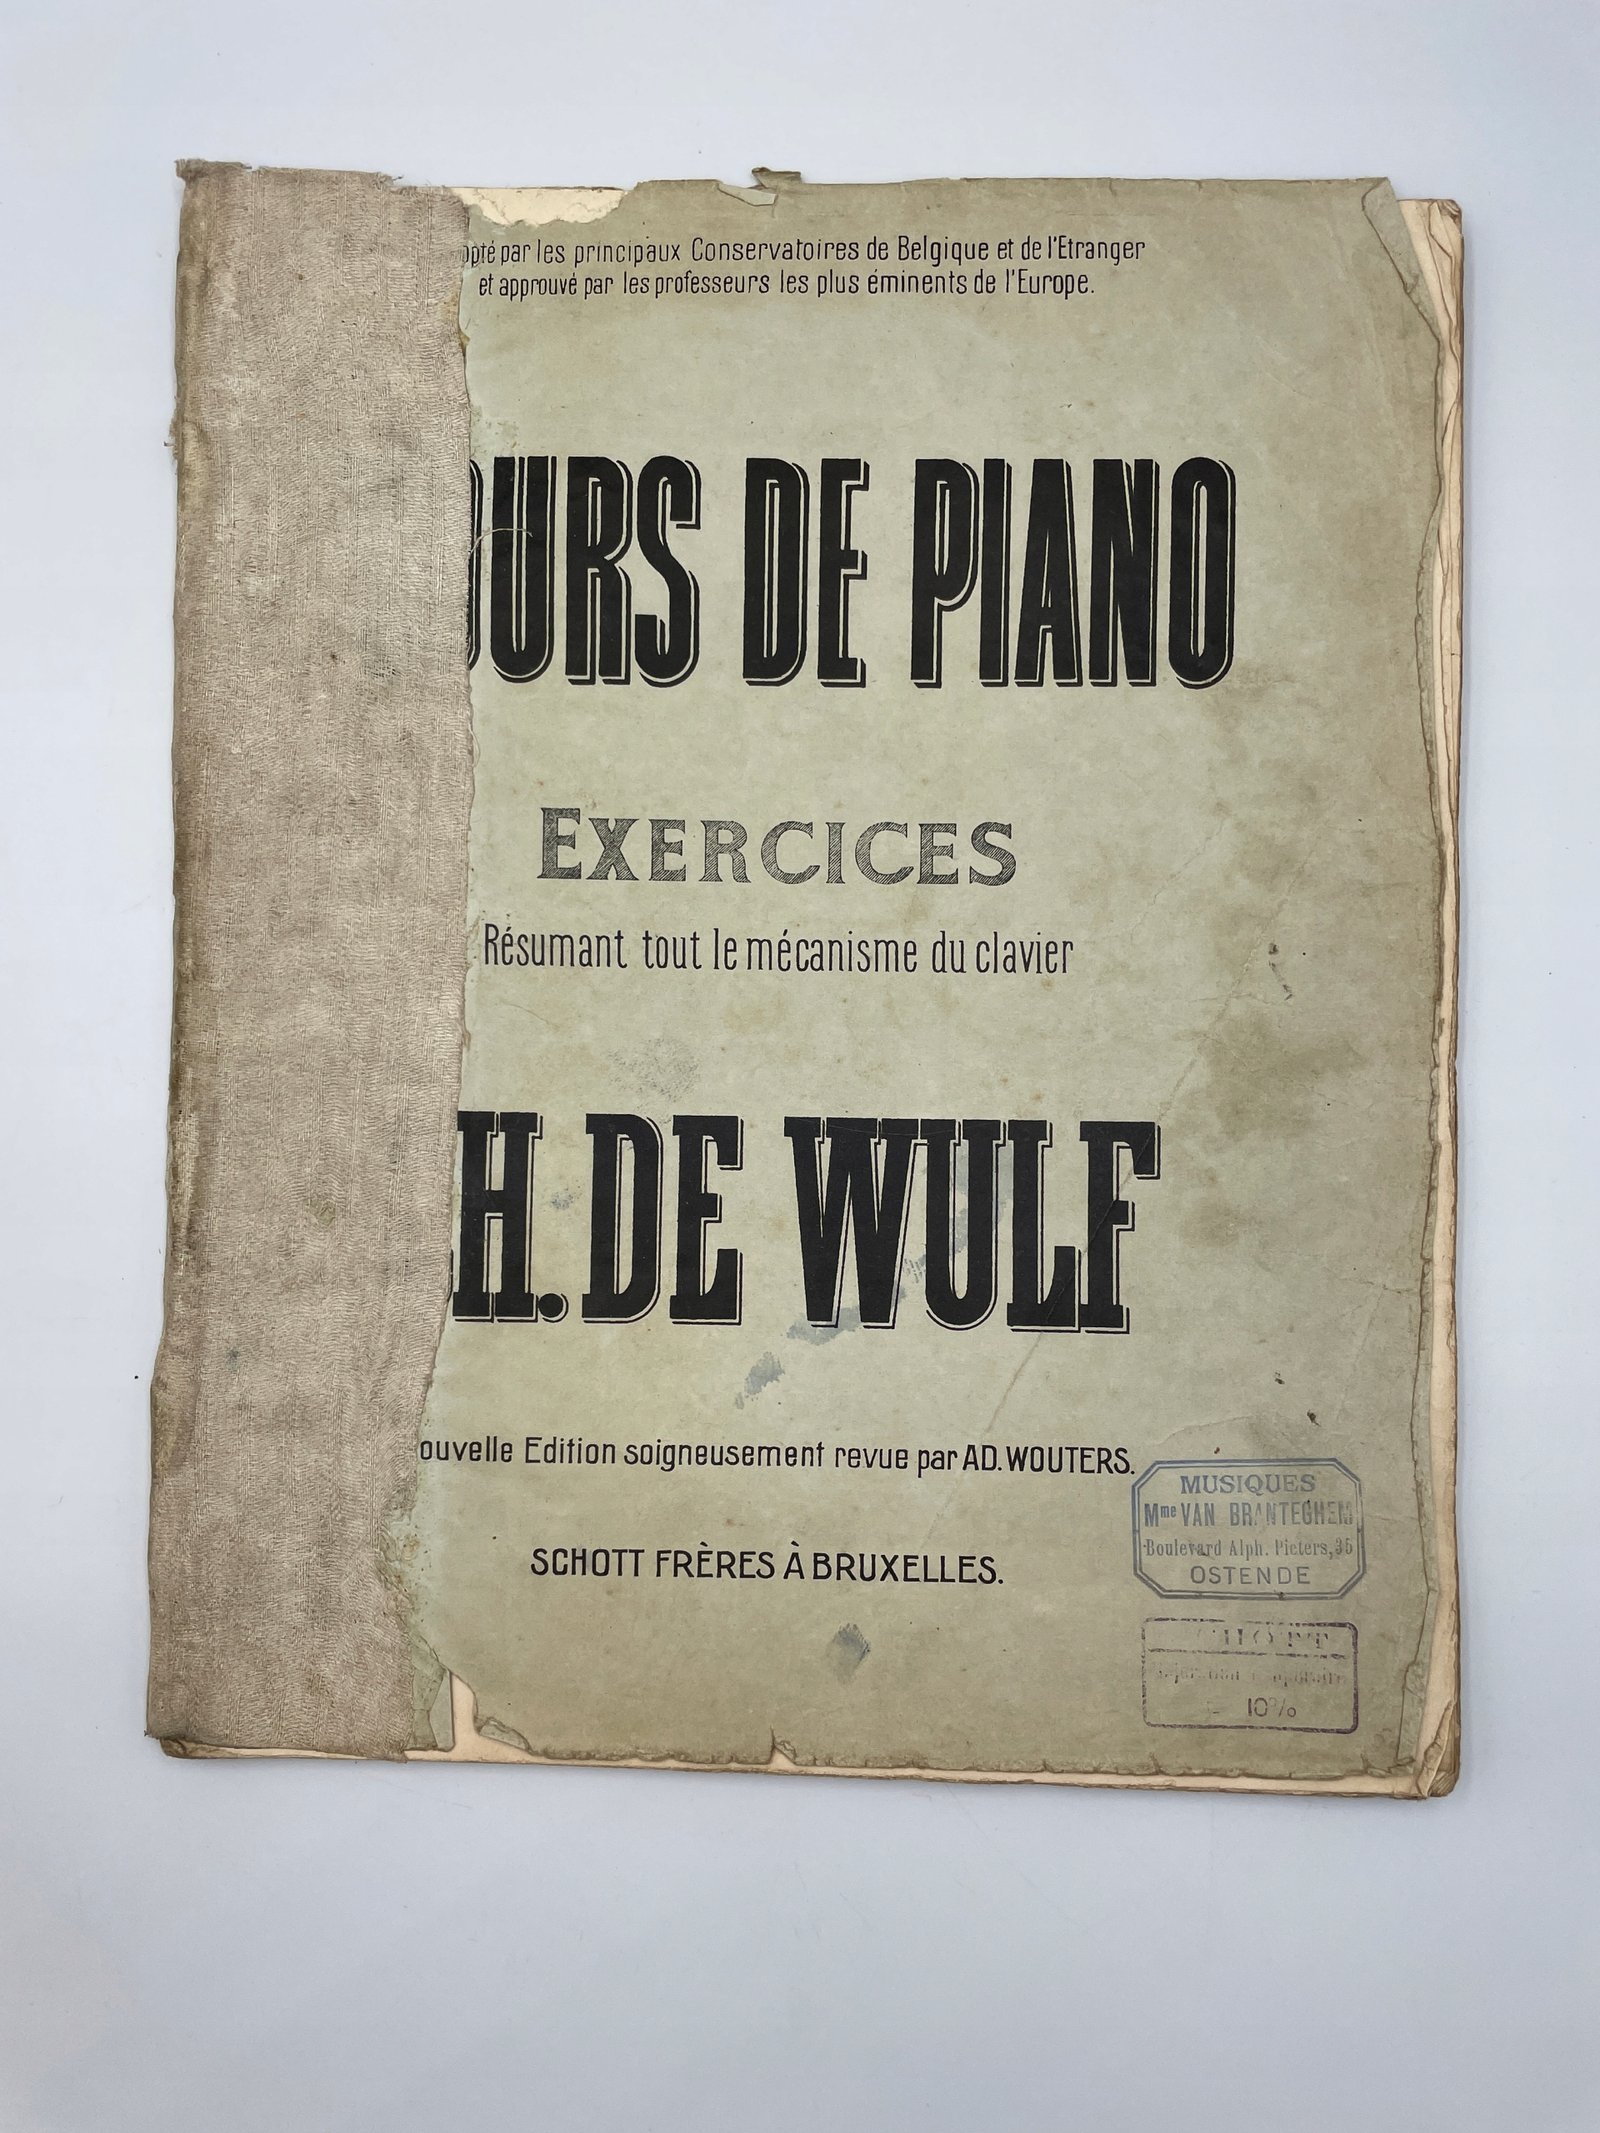 opté par les principaux Conservatoires de Belgique et de l'Etranger
et approuvé par les professeurs les plus éminents de l'Europe.
OURS DE PIANO
EXERCICES
Résumant tout le mécanisme du clavier
H. DE WULF
ouvelle Edition soigneusement revue par AD. WOUTERS.
SCHOTT FRÈRES À BRUXELLES.
MUSIQUES
Mme VAN BRANTEGHEM
Boulevard Alph. Pieters, 35
OSTENDE
10%